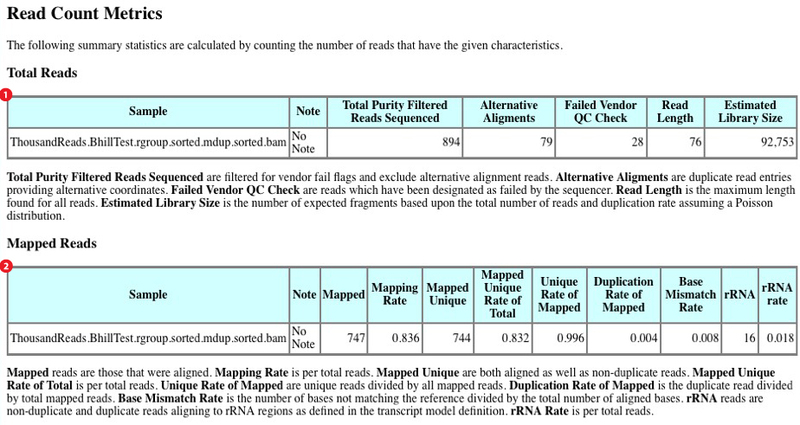 Read Count Metrics
The following summary statistics are calculated by counting the number of reads that have the given characteristics.
Total Reads
1
Sample Note Total Purity Filtered Reads Sequenced Alternative Aligments Failed Vendor QC Check Read Length Estimated Library Size
ThousandReads.BhillTest.rgroup.sorted.mdup.sorted.bam No Note 894 79 28 76 92,753
Total Purity Filtered Reads Sequenced are filtered for vendor fail flags and exclude alternative alignment reads. Alternative Aligments are duplicate read entries
providing alternative coordinates. Failed Vendor QC Check are reads which have been designated as failed by the sequencer. Read Length is the maximum length
found for all reads. Estimated Library Size is the number of expected fragments based upon the total number of reads and duplication rate assuming a Poisson
distribution.
Mapped Reads
2
Sample Note Mapped Mapping Rate Mapped Unique Mapped Unique Rate of Total Unique Rate of Mapped Duplication Rate of Mapped Base Mismatch Rate rRNA rRNA rate
ThousandReads.BhillTest.rgroup.sorted.mdup.sorted.bam No Note 747 0.836 744 0.832 0.996 0.004 0.008 16 0.018
Mapped reads are those that were aligned. Mapping Rate is per total reads. Mapped Unique are both aligned as well as non-duplicate reads. Mapped Unique
Rate of Total is per total reads. Unique Rate of Mapped are unique reads divided by all mapped reads. Duplication Rate of Mapped is the duplicate read divided
by total mapped reads. Base Mismatch Rate is the number of bases not matching the reference divided by the total number of aligned bases. rRNA reads are
non-duplicate and duplicate reads aligning to rRNA regions as defined in the transcript model definition. rRNA Rate is per total reads.